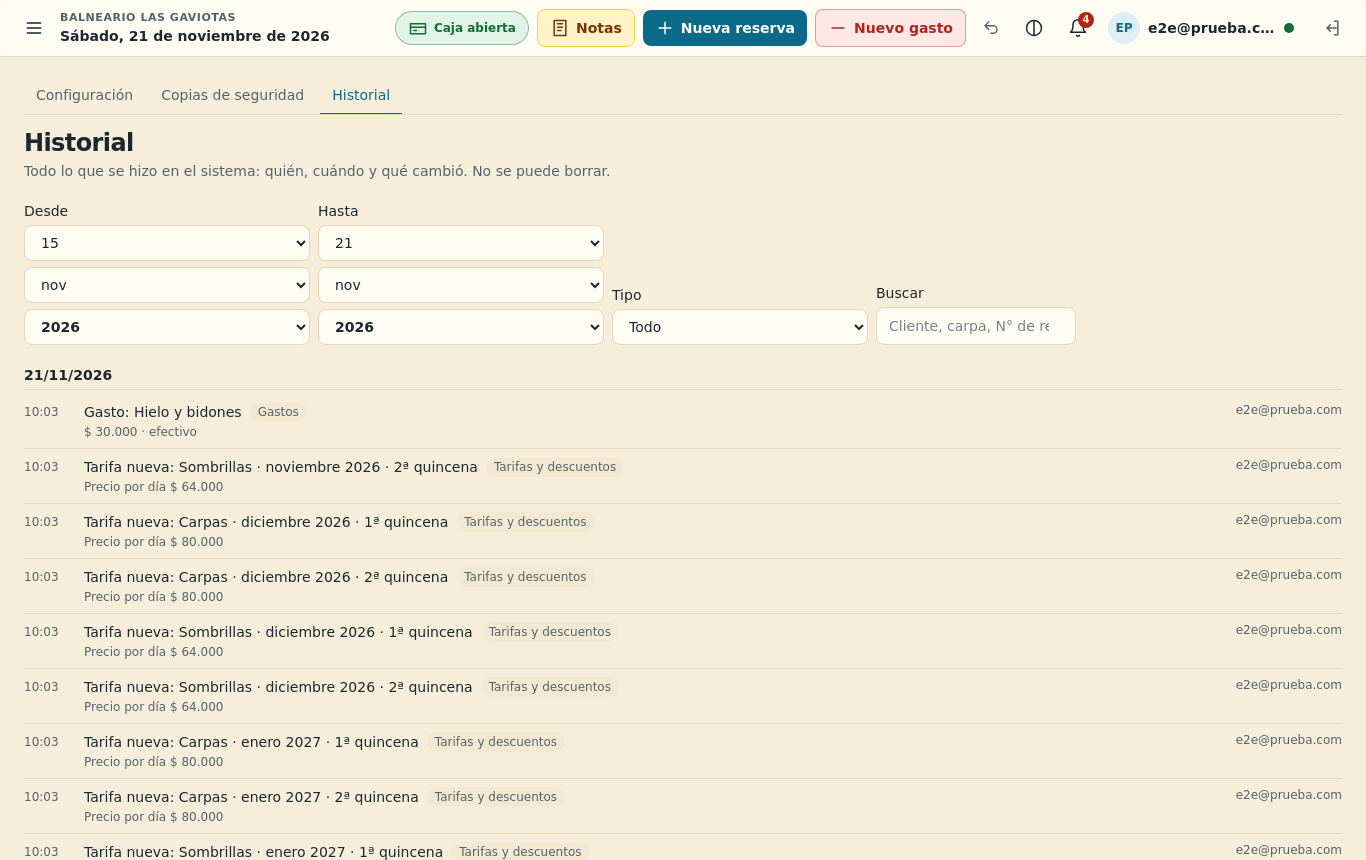 BALNEARIO LAS GAVIOTAS
Sábado, 21 de noviembre de 2026
Caja abierta
Notas
Nueva reserva
Nuevo gasto
4
EP
e2e@prueba.c...
Configuración
Copias de seguridad
Historial
Historial
Todo lo que se hizo en el sistema: quién, cuándo y qué cambió. No se puede borrar.
Desde
15
nov
2026
Hasta
21
nov
2026
Tipo
Todo
Buscar
Cliente, carpa, N° de re
21/11/2026
10:03 Gasto: Hielo y bidones Gastos e2e@prueba.com
$ 30.000 · efectivo
10:03 Tarifa nueva: Sombrillas · noviembre 2026 · 2ª quincena Tarifas y descuentos e2e@prueba.com
Precio por día $ 64.000
10:03 Tarifa nueva: Carpas · diciembre 2026 · 1ª quincena Tarifas y descuentos e2e@prueba.com
Precio por día $ 80.000
10:03 Tarifa nueva: Carpas · diciembre 2026 · 2ª quincena Tarifas y descuentos e2e@prueba.com
Precio por día $ 80.000
10:03 Tarifa nueva: Sombrillas · diciembre 2026 · 1ª quincena Tarifas y descuentos e2e@prueba.com
Precio por día $ 64.000
10:03 Tarifa nueva: Sombrillas · diciembre 2026 · 2ª quincena Tarifas y descuentos e2e@prueba.com
Precio por día $ 64.000
10:03 Tarifa nueva: Carpas · enero 2027 · 1ª quincena Tarifas y descuentos e2e@prueba.com
Precio por día $ 80.000
10:03 Tarifa nueva: Carpas · enero 2027 · 2ª quincena Tarifas y descuentos e2e@prueba.com
Precio por día $ 80.000
10:03 Tarifa nueva: Sombrillas · enero 2027 · 1ª quincena Tarifas y descuentos e2e@prueba.com